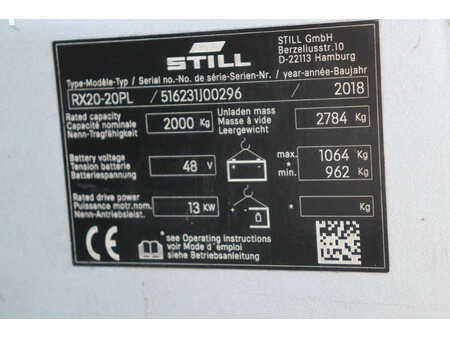 STILL
STILL GmbH
Berzeliusstr.10
D-22113 Hamburg
Type-Modèle-Typ / Serial no.-No. de série-Serien-Nr. / year-année-Baujahr
RX20-20PL / 516231J00296 / 2018
Rated capacity
Capacité nominale
Nenn-Tragfähigkeit
2000 Kg
Unladen mass
Masse à vide
Leergewicht
2784 Kg
Battery voltage
Tension batterie
Batteriespannung
48 V
max. 1064 Kg
*
min. 962 Kg
Rated drive power
Puissance motr.nom.
Nenn-Antriebsleist.
13 KW
* Kg
CE
*see Operating instructions
voir Mode d'emploi
siehe Betriebsanleitung